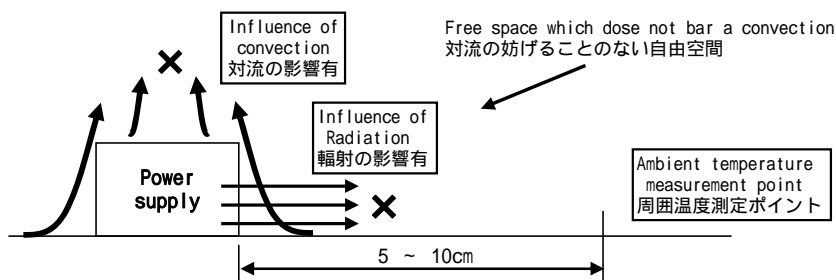 Influence of
convection
対流の影響有
Free space which dose not bar a convection
対流の妨げることのない自由空間
Influence of
Radiation
輻射の影響有
Power
supply
Ambient temperature
measurement point
周囲温度測定ポイント
5 ~ 10cm